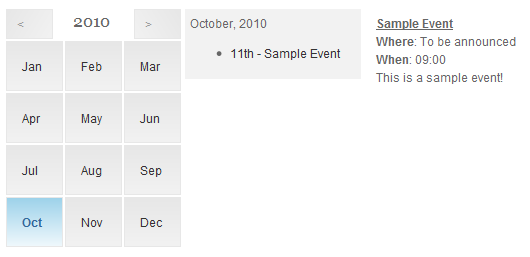 < 2010 >
Jan Feb Mar
Apr May Jun
Jul Aug Sep
Oct Nov Dec
October, 2010
11th - Sample Event
Sample Event
Where: To be announced
When: 09:00
This is a sample event!